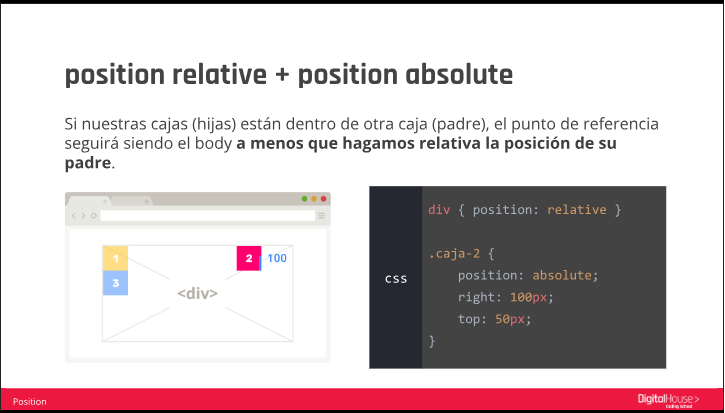 position relative + position absolute
Si nuestras cajas (hijas) están dentro de otra caja (padre), el punto de referencia
seguirá siendo el body a menos que hagamos relativa la posición de su
padre.
1
2
100
3
<div>
css
div { position: relative }
.caja-2 {
position: absolute;
right: 100px;
top: 50px;
}
Position
DigitalHouse>
Coding School